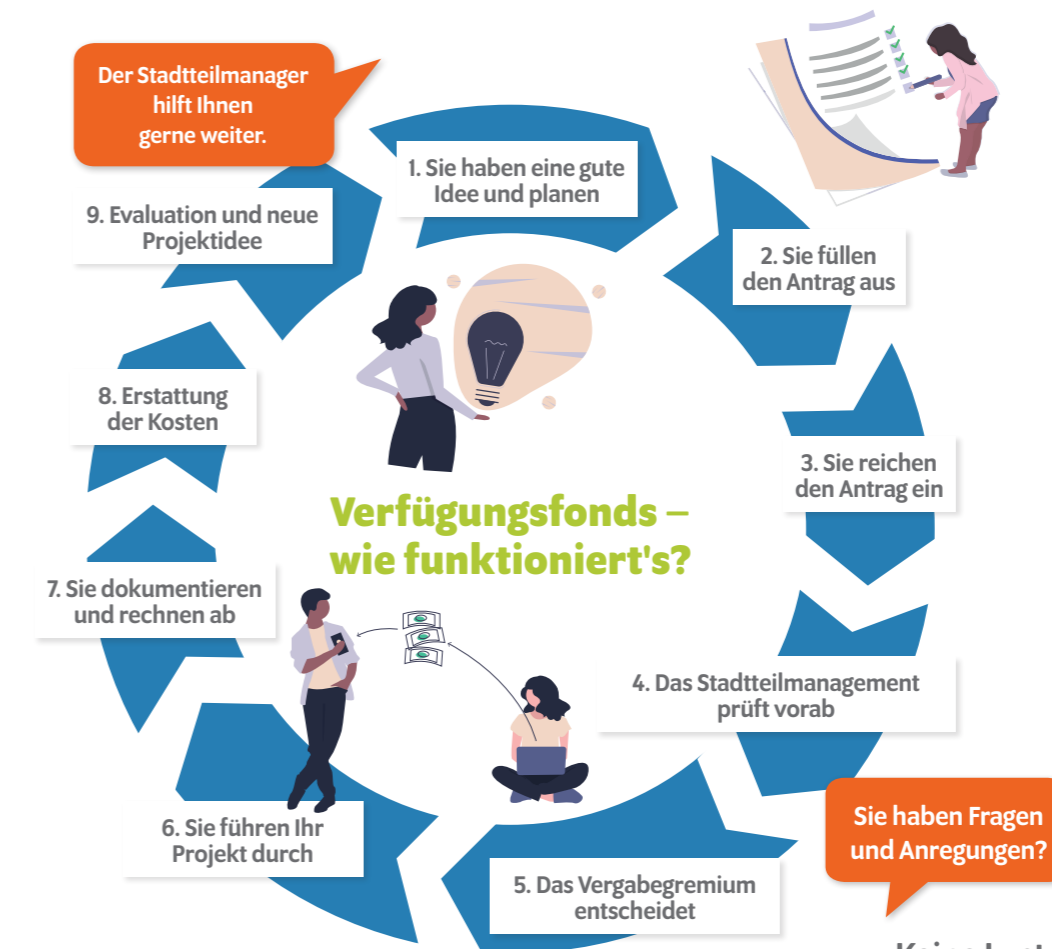 Der Stadtteilmanager
hilft Ihnen
gerne weiter.
1. Sie haben eine gute
Idee und planen
2. Sie füllen
den Antrag aus
3. Sie reichen
den Antrag ein
4. Das Stadtteilmanagement
prüft vorab
5. Das Vergabegremium
entscheidet
6. Sie führen Ihr
Projekt durch
7. Sie dokumentieren
und rechnen ab
8. Erstattung
der Kosten
9. Evaluation und neue
Projektidee
Verfügungsfonds –
wie funktioniert's?
Sie haben Fragen
und Anregungen?